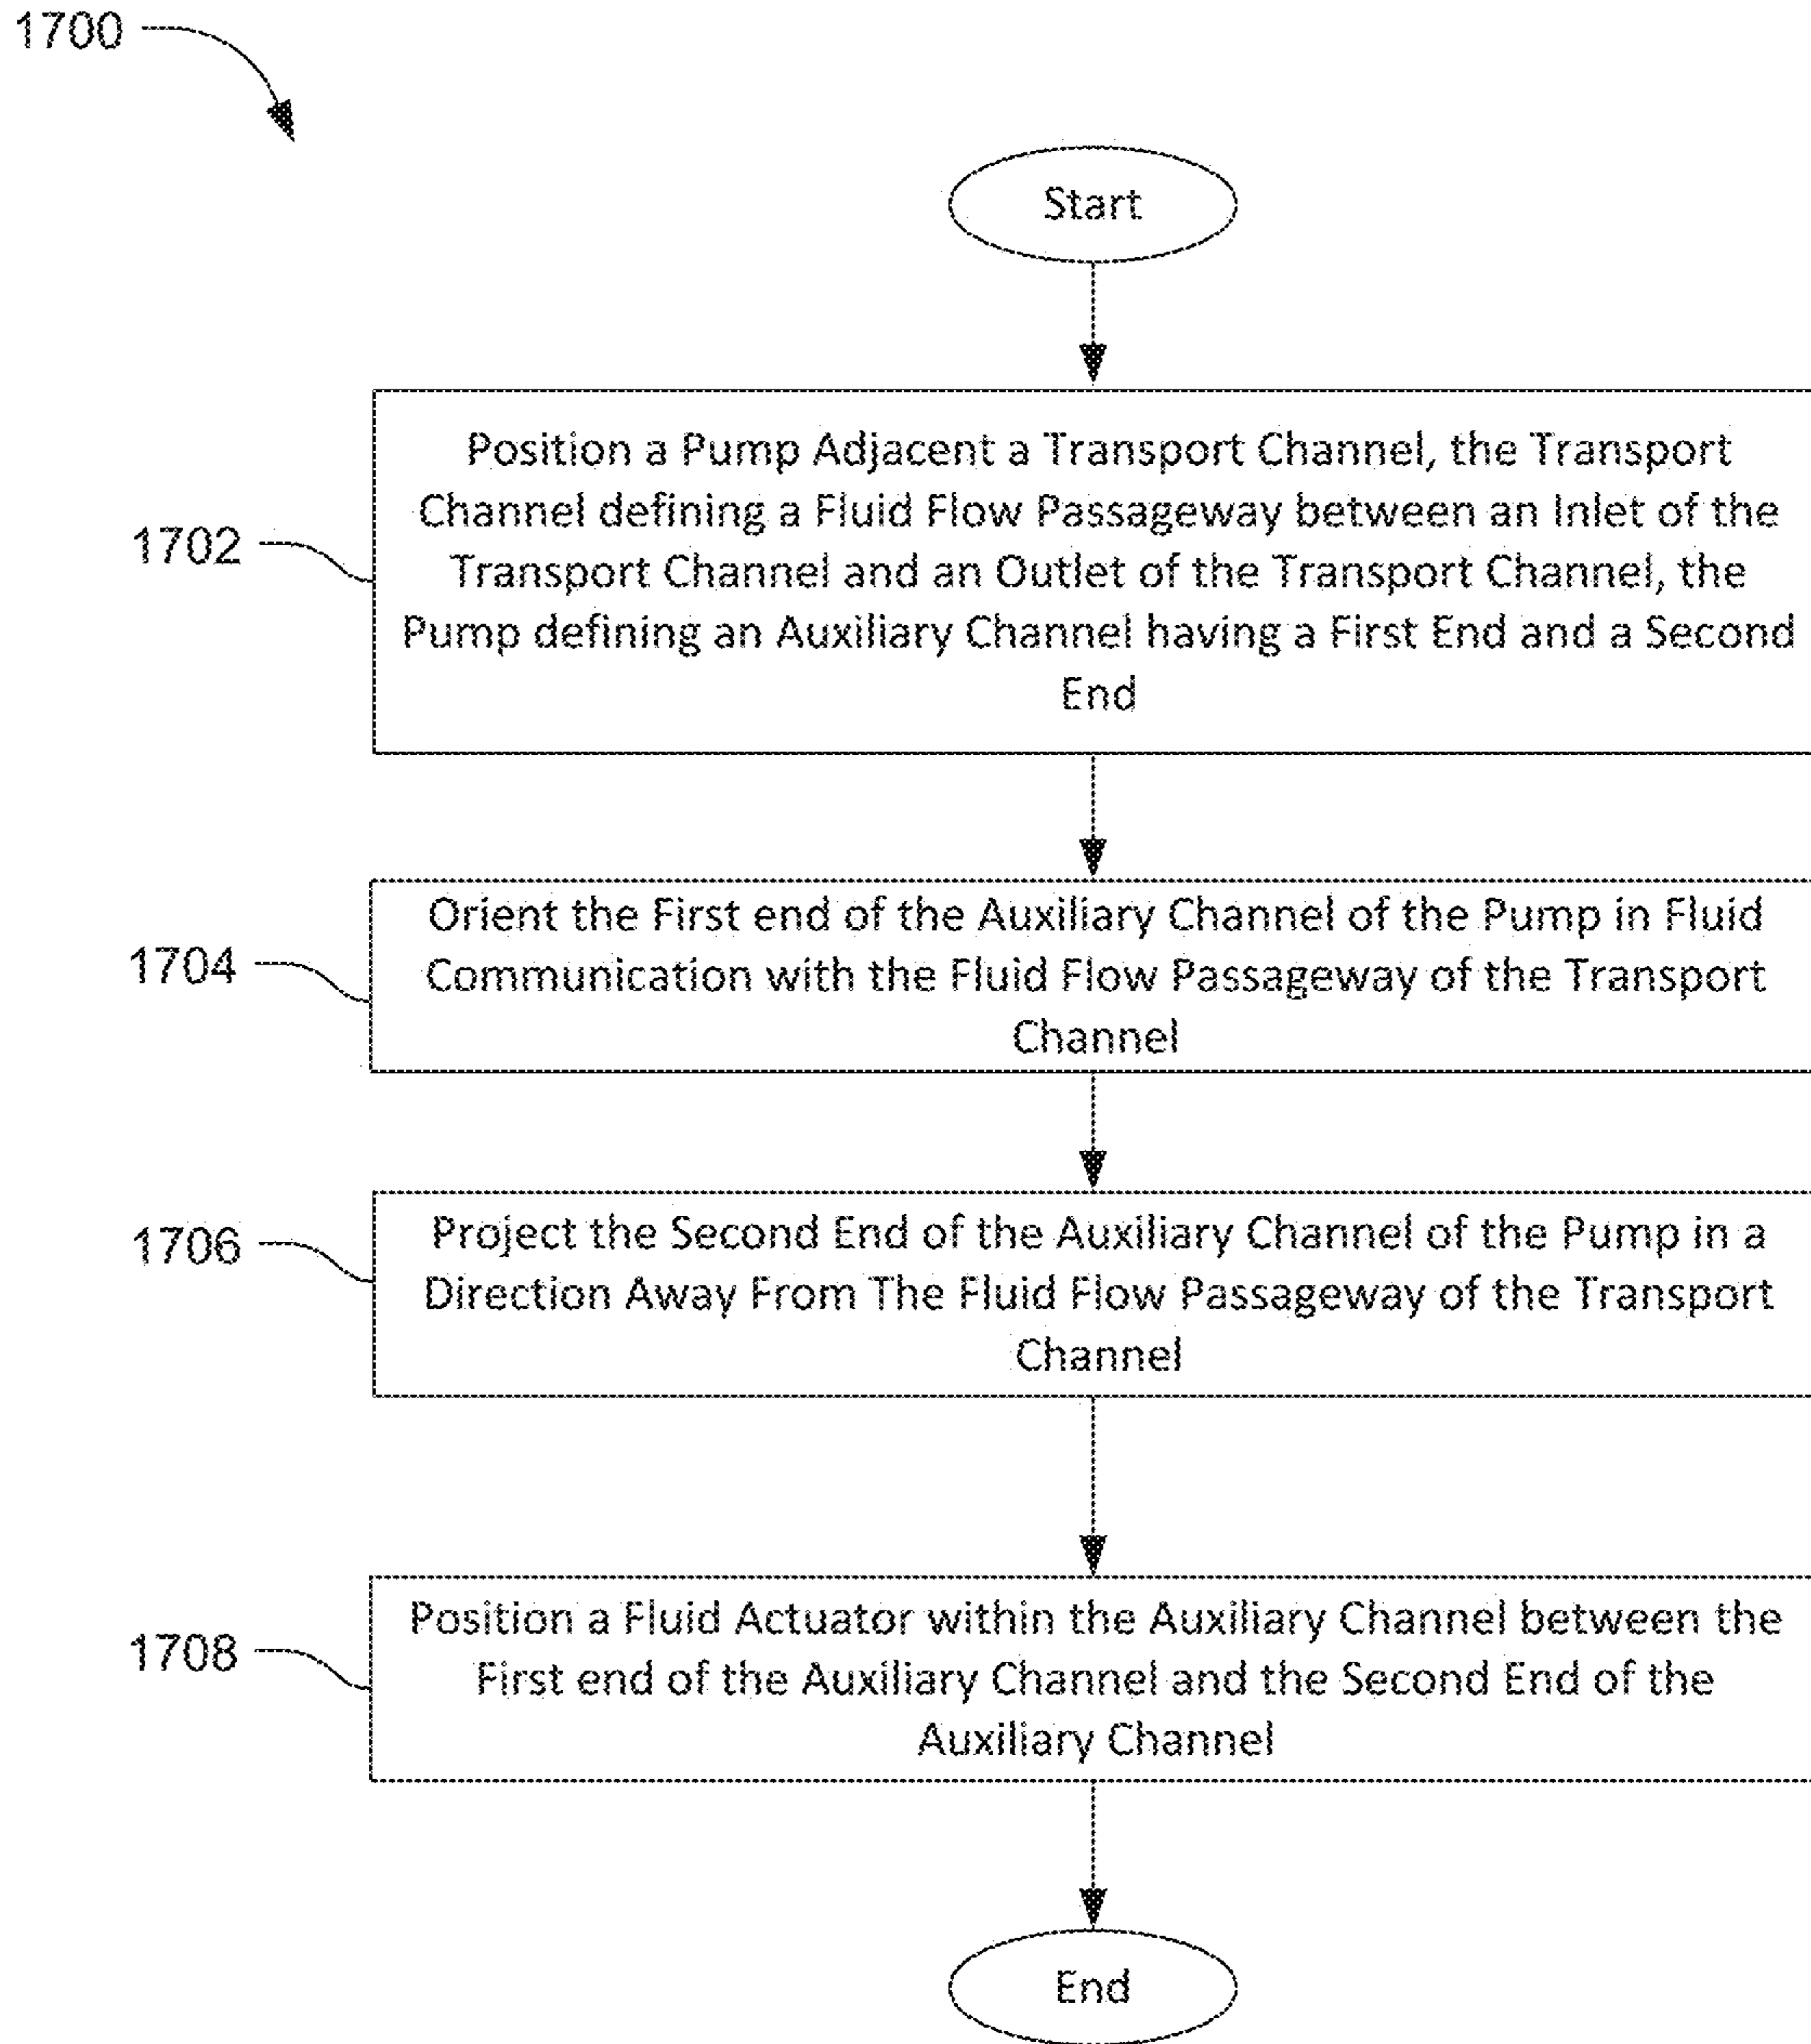 1700
Start
1702
Position a Pump Adjacent a Transport Channel, the Transport
Channel defining a Fluid Flow Passageway between an Inlet of the
Transport Channel and an Outlet of the Transport Channel, the
Pump defining an Auxiliary Channel having a First End and a Second
End
1704
Orient the First end of the Auxiliary Channel of the Pump in Fluid
Communication with the Fluid Flow Passageway of the Transport
Channel
1706
Project the Second End of the Auxiliary Channel of the Pump in a
Direction Away From The Fluid Flow Passageway of the Transport
Channel
1708
Position a Fluid Actuator within the Auxiliary Channel between the
First end of the Auxiliary Channel and the Second End of the
Auxiliary Channel
End